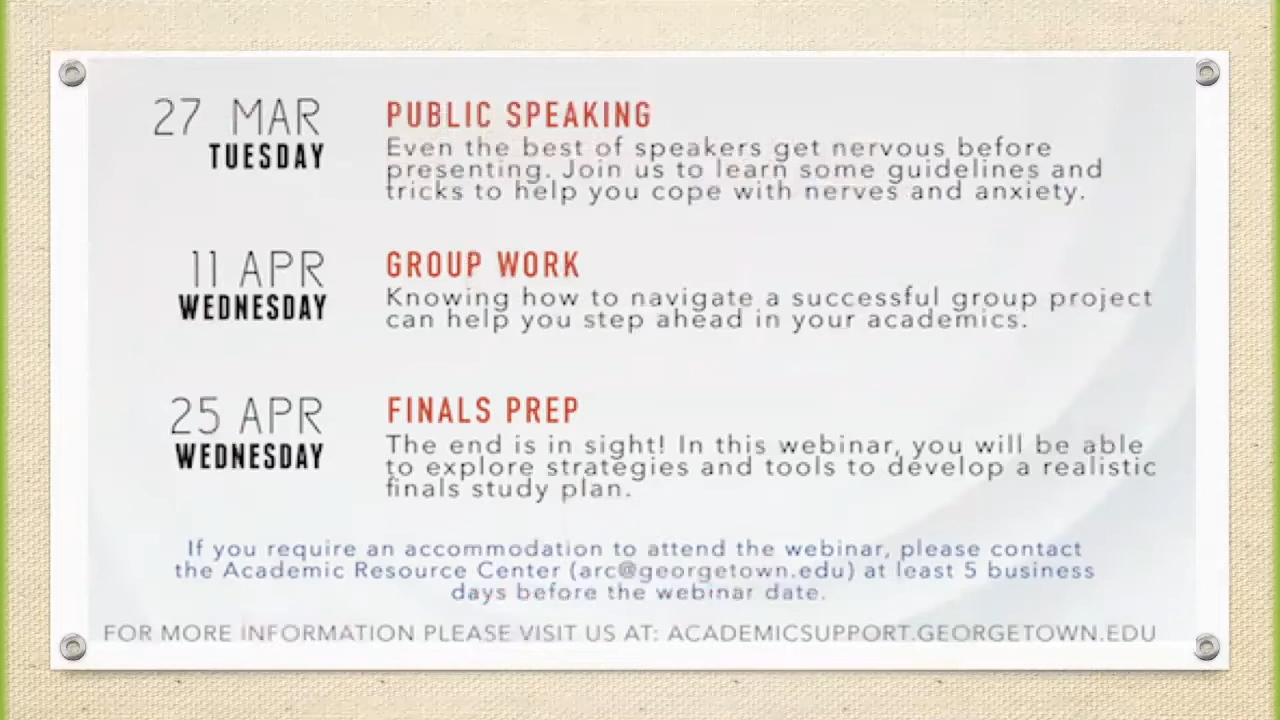 27 MAR
TUESDAY
PUBLIC SPEAKING
Even the best of speakers get nervous before
presenting. Join us to learn some guidelines and
tricks to help you cope with nerves and anxiety.
11 APR
WEDNESDAY
GROUP WORK
Knowing how to navigate a successful group project
can help you step ahead in your academics.
25 APR
WEDNESDAY
FINALS PREP
The end is in sight! In this webinar, you will be able
to explore strategies and tools to develop a realistic
finals study plan.
If you require an accommodation to attend the webinar, please contact
the Academic Resource Center (arc@georgetown.edu) at least 5 business
days before the webinar date.
FOR MORE INFORMATION PLEASE VISIT US AT: ACADEMICSUPPORT.GEORGETOWN.EDU